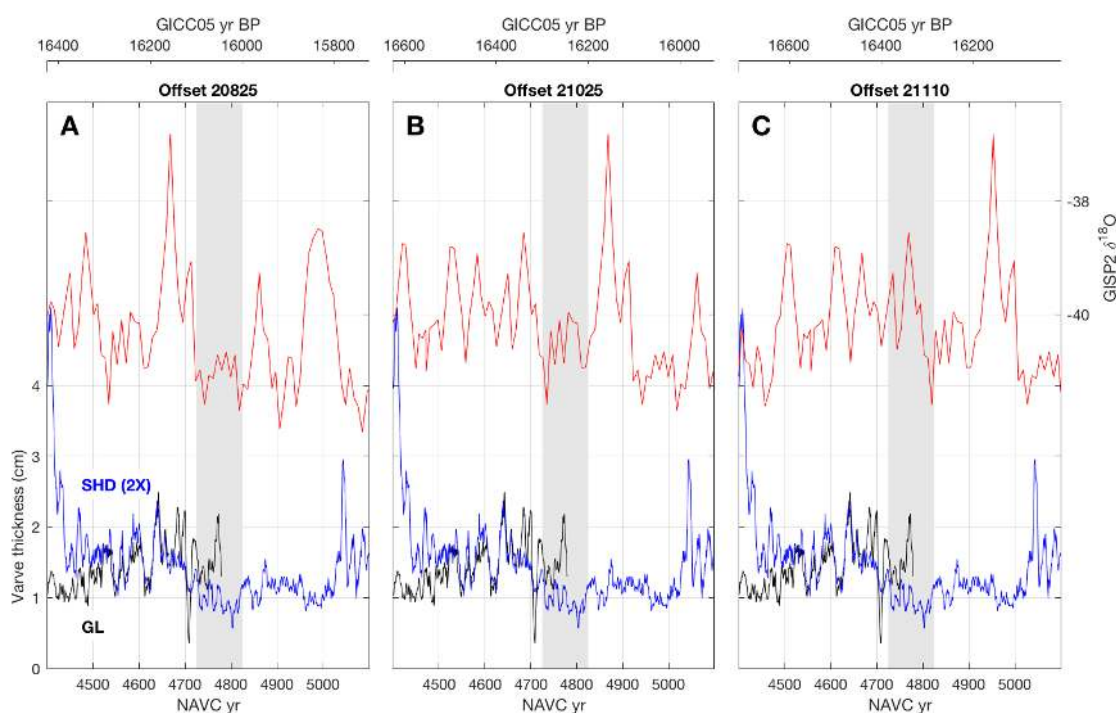 GICC05 yr BP
GICC05 yr BP
GICC05 yr BP
16400 16200 16000 15800
16600 16400 16200 16000
16600 16400 16200
Offset 20825
Offset 21025
Offset 21110
A
B
C
-38
-40
GISP2 δ18O
4
3
2
1
0
Varve thickness (cm)
SHD (2X)
GL
4500 4600 4700 4800 4900 5000
4500 4600 4700 4800 4900 5000
4500 4600 4700 4800 4900 5000
NAVC yr
NAVC yr
NAVC yr